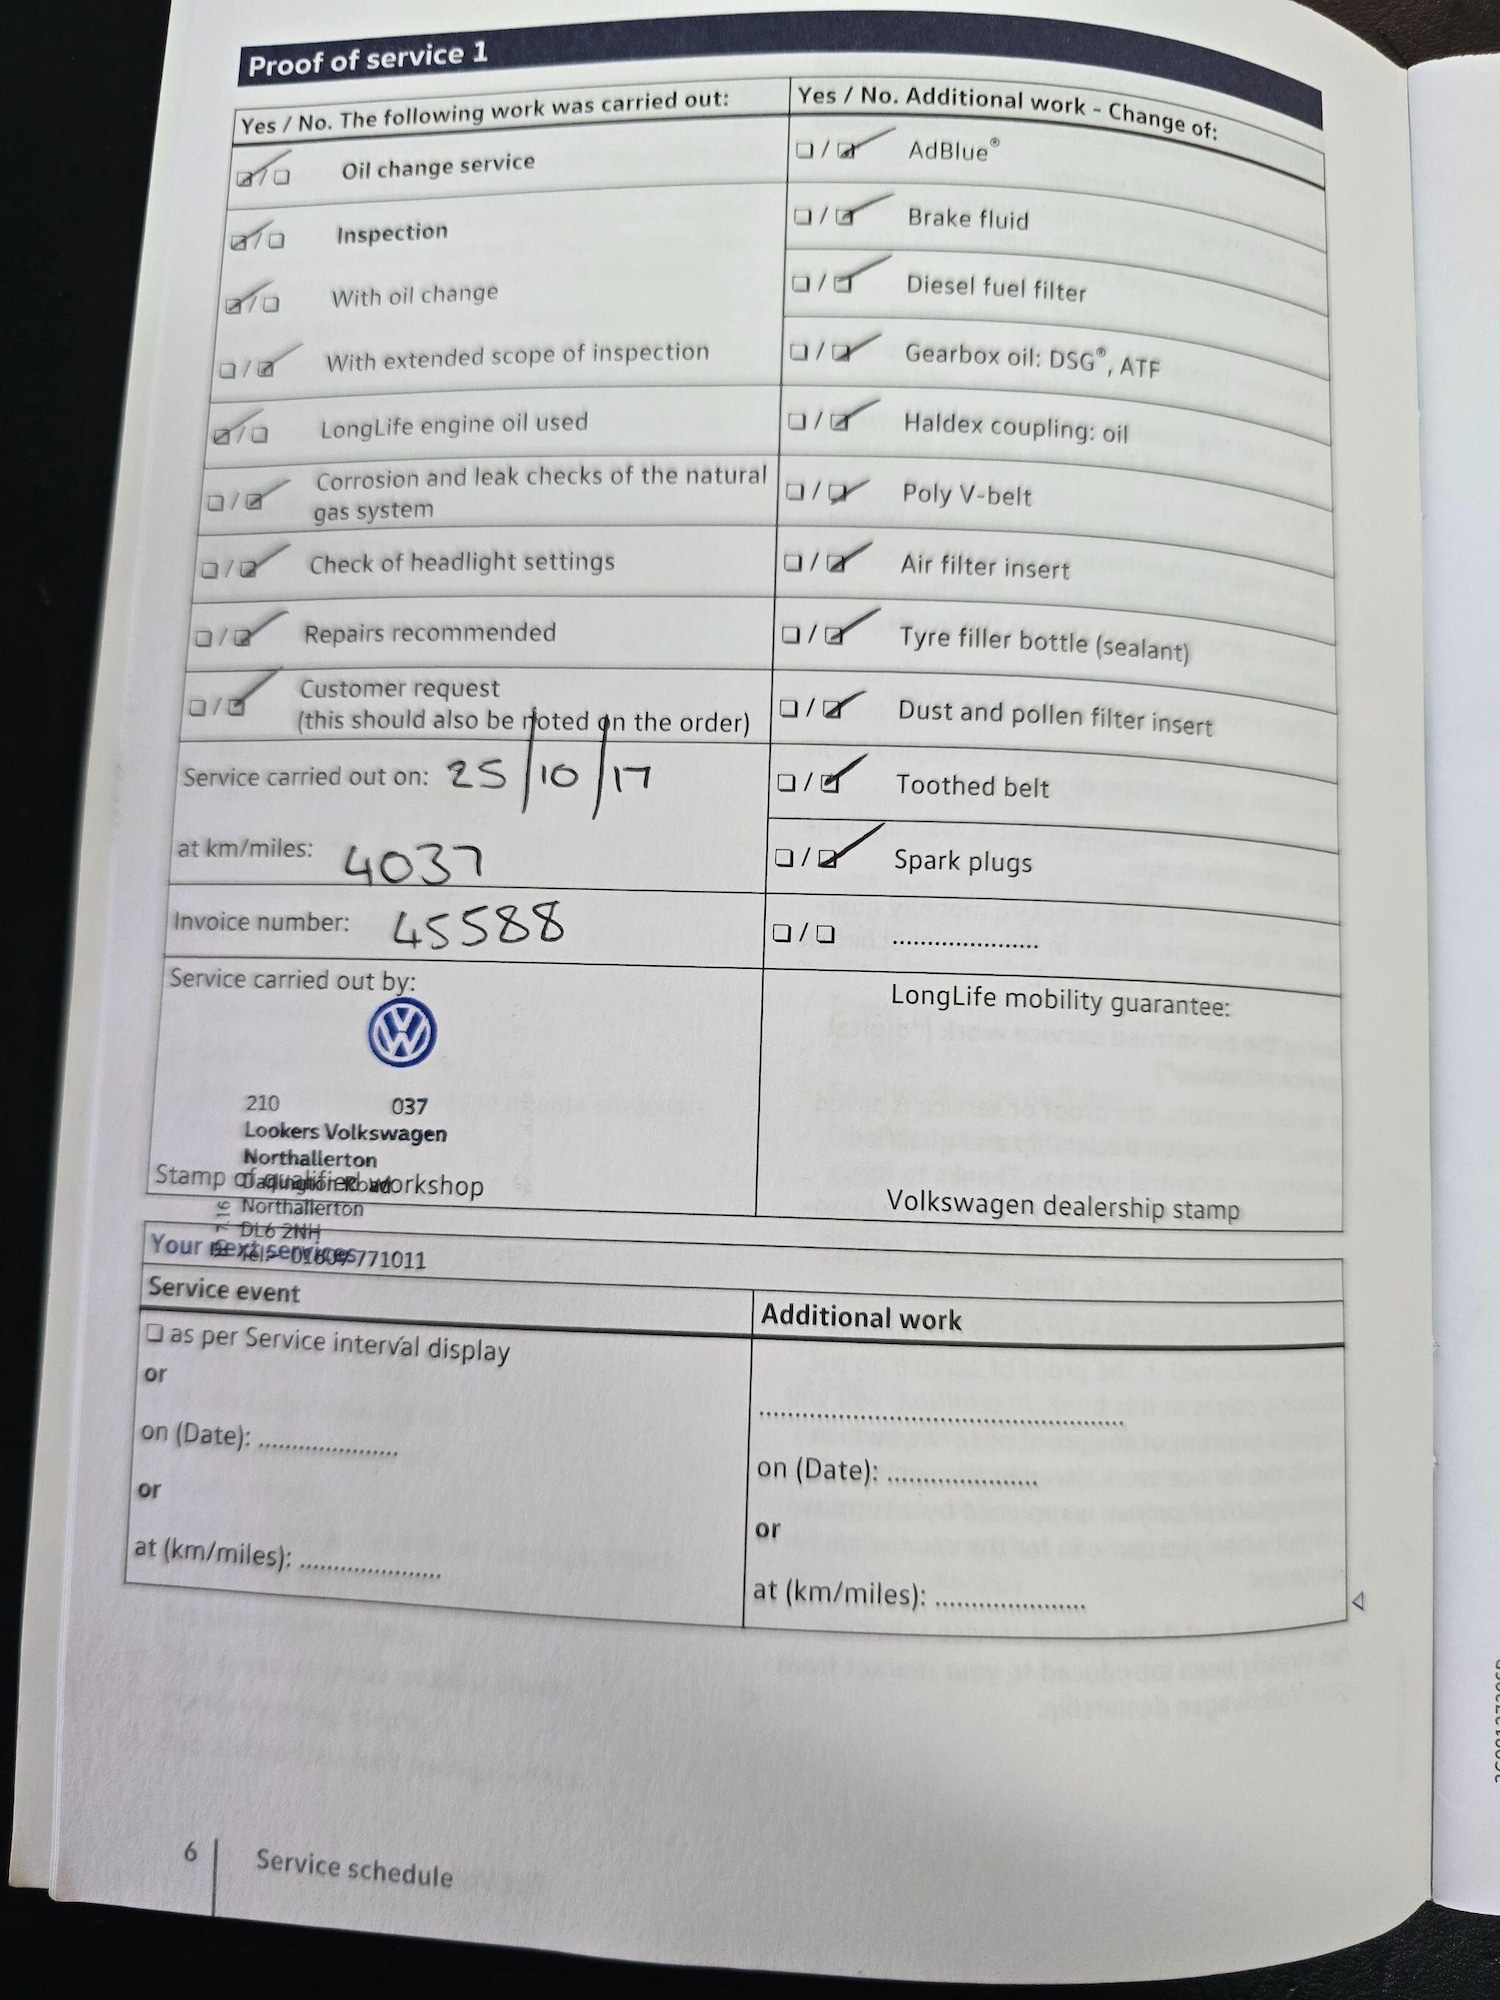 Proof of service 1
Yes / No. The following work was carried out:
Oil change service
Inspection
With oil change
With extended scope of inspection
LongLife engine oil used
Corrosion and leak checks of the natural
gas system
Check of headlight settings
Repairs recommended
Customer request
(this should also be noted on the order)
Service carried out on: 25/10/17
at km/miles: 4037
Invoice number: 45588
Service carried out by:
210 037
Lookers Volkswagen
Northallerton
Darlington Road
Stamp of qualified workshop
Northallerton
DL6 2NH
Tel:- 01609 771011
Yes / No. Additional work - Change of:
AdBlue®
Brake fluid
Diesel fuel filter
Gearbox oil: DSG®, ATF
Haldex coupling: oil
Poly V-belt
Air filter insert
Tyre filler bottle (sealant)
Dust and pollen filter insert
Toothed belt
Spark plugs
LongLife mobility guarantee:
Volkswagen dealership stamp
Your next services
Service event
as per Service interval display
or
on (Date): ....................
or
at (km/miles): ....................
Additional work
on (Date): ....................
or
at (km/miles): ....................
6 Service schedule